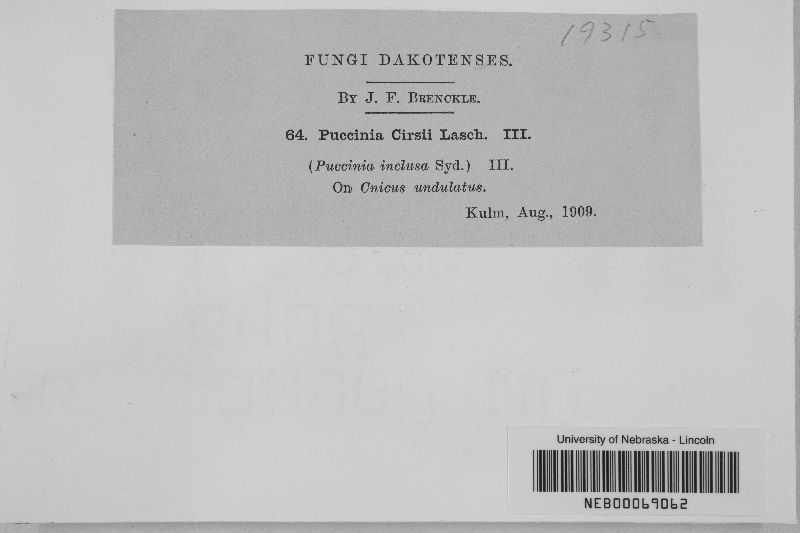 19315
FUNGI DAKOTENSES.
BY J. F. BRENCKLE.
64. Puccinia Cirsii Lasch. III.
(Puccinia inclusa Syd.) III.
On Cnicus undulatus.
Kulm, Aug., 1909.
University of Nebraska - Lincoln
NEB00069062